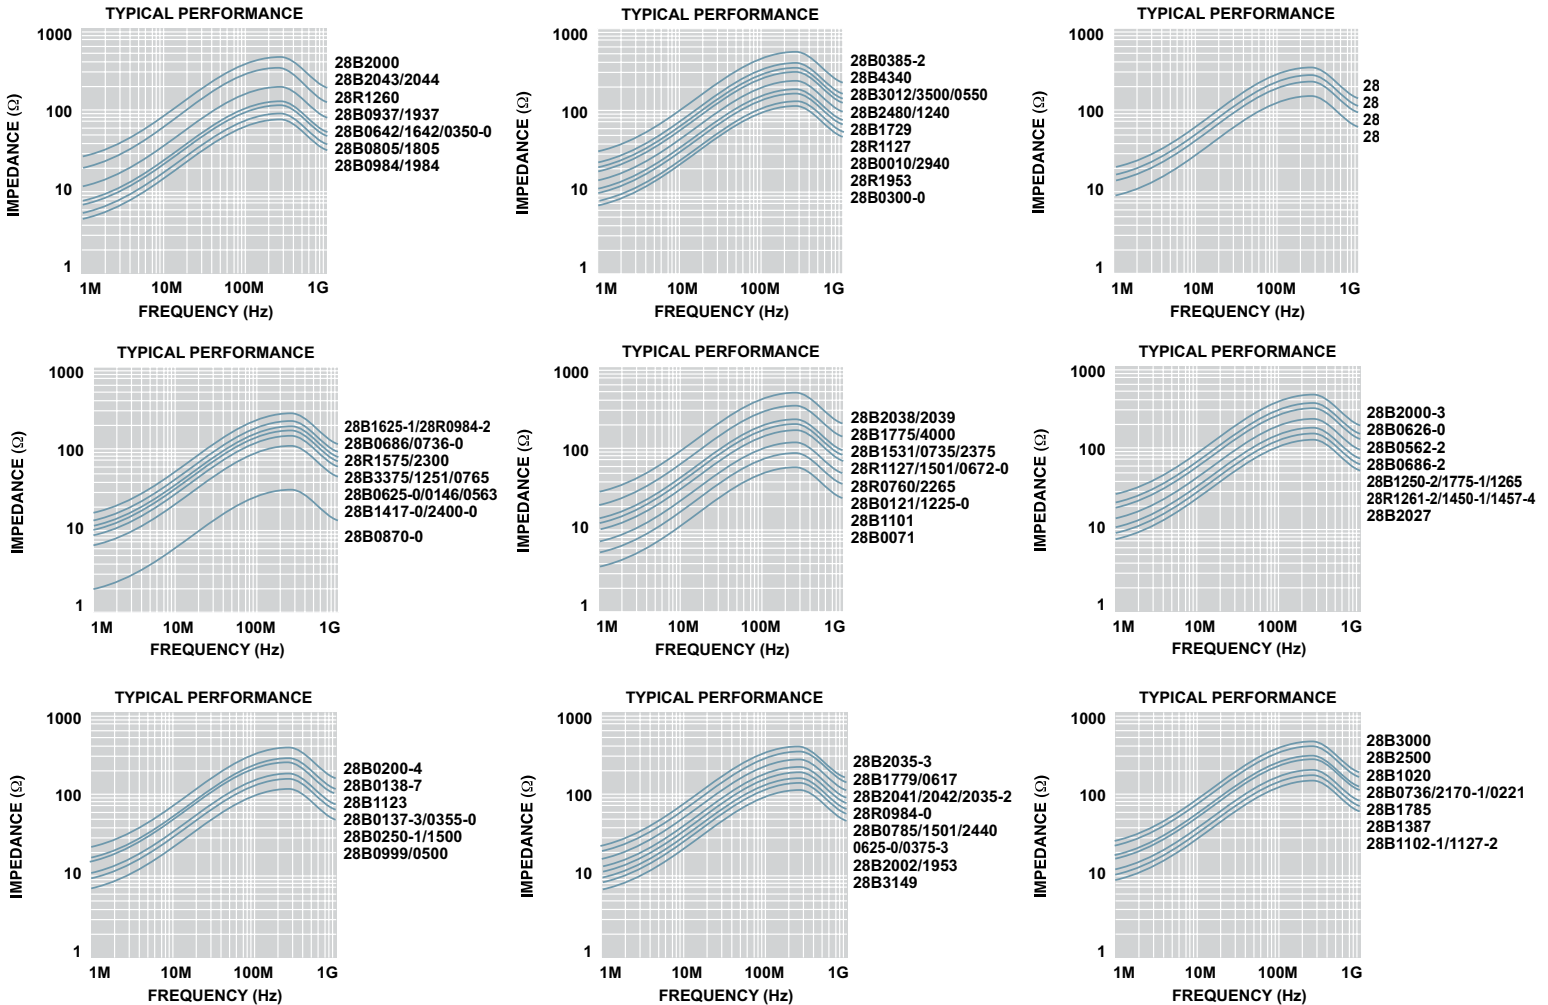 TYPICAL PERFORMANCE
IMPEDANCE (Ω)
1000
100
10
1
1M 10M 100M 1G
FREQUENCY (Hz)
28B2000
28B2043/2044
28R1260
28B0937/1937
28B0642/1642/0350-0
28B0805/1805
28B0984/1984
TYPICAL PERFORMANCE
IMPEDANCE (Ω)
1000
100
10
1
1M 10M 100M 1G
FREQUENCY (Hz)
28B0385-2
28B4340
28B3012/3500/0550
28B2480/1240
28B1729
28R1127
28B0010/2940
28R1953
28B0300-0
TYPICAL PERFORMANCE
IMPEDANCE (Ω)
1000
100
10
1
1M 10M 100M 1G
FREQUENCY (Hz)
28
28
28
28
TYPICAL PERFORMANCE
IMPEDANCE (Ω)
1000
100
10
1
1M 10M 100M 1G
FREQUENCY (Hz)
28B1625-1/28R0984-2
28B0686/0736-0
28R1575/2300
28B3375/1251/0765
28B0625-0/0146/0563
28B1417-0/2400-0
28B0870-0
TYPICAL PERFORMANCE
IMPEDANCE (Ω)
1000
100
10
1
1M 10M 100M 1G
FREQUENCY (Hz)
28B2038/2039
28B1775/4000
28B1531/0735/2375
28R1127/1501/0672-0
28R0760/2265
28B0121/1225-0
28B1101
28B0071
TYPICAL PERFORMANCE
IMPEDANCE (Ω)
1000
100
10
1
1M 10M 100M 1G
FREQUENCY (Hz)
28B2000-3
28B0626-0
28B0562-2
28B0686-2
28B1250-2/1775-1/1265
28R1261-2/1450-1/1457-4
28B2027
TYPICAL PERFORMANCE
IMPEDANCE (Ω)
1000
100
10
1
1M 10M 100M 1G
FREQUENCY (Hz)
28B0200-4
28B0138-7
28B1123
28B0137-3/0355-0
28B0250-1/1500
28B0999/0500
TYPICAL PERFORMANCE
IMPEDANCE (Ω)
1000
100
10
1
1M 10M 100M 1G
FREQUENCY (Hz)
28B2035-3
28B1779/0617
28B2041/2042/2035-2
28R0984-0
28B0785/1501/2440
0625-0/0375-3
28B2002/1953
28B3149
TYPICAL PERFORMANCE
IMPEDANCE (Ω)
1000
100
10
1
1M 10M 100M 1G
FREQUENCY (Hz)
28B3000
28B2500
28B1020
28B0736/2170-1/0221
28B1785
28B1387
28B1102-1/1127-2